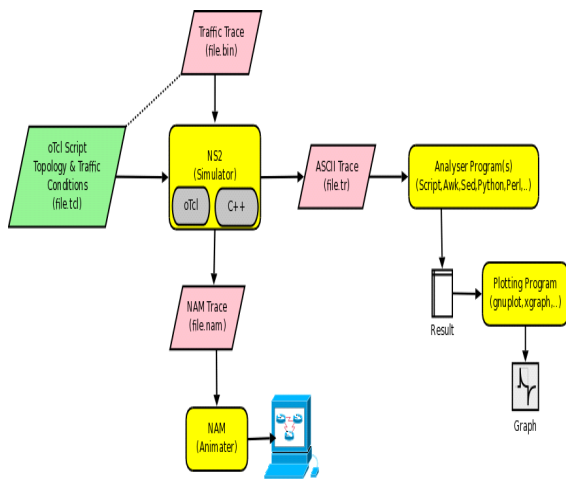 Traffic Trace
(file.bin)
oTcl Script
Topology & Traffic
Conditions
(file.tcl)
NS2
(Simulator)
oTcl
C++
ASCII Trace
(file.tr)
Analyser Program(s)
(Script,Awk,Sed,Python,Perl,..)
NAM Trace
(file.nam)
Result
Plotting Program
(gnuplot,xgraph,..)
Graph
NAM
(Animater)